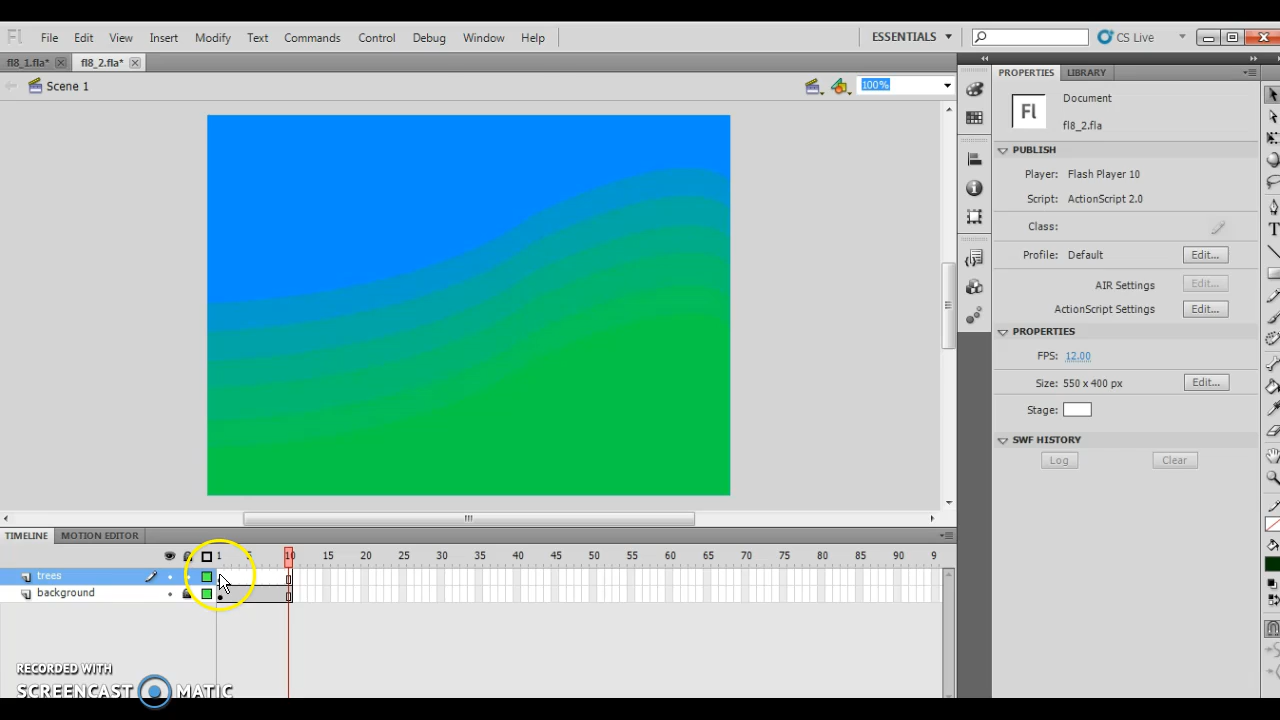 Fl File Edit View Insert Modify Text Commands Control Debug Window Help ESSENTIALS CS Live
fl8_1.fla* fl8_2.fla*
Scene 1 100%
PROPERTIES LIBRARY
Fl Document
fl8_2.fla
PUBLISH
Player: Flash Player 10
Script: ActionScript 2.0
Class:
Profile: Default Edit...
AIR Settings Edit...
ActionScript Settings Edit...
PROPERTIES
FPS: 12.00
Size: 550 x 400 px Edit...
Stage:
SWF HISTORY
Log Clear
TIMELINE MOTION EDITOR
1 5 10 15 20 25 30 35 40 45 50 55 60 65 70 75 80 85 90 9
trees
background
RECORDED WITH
SCREENCAST MATIC